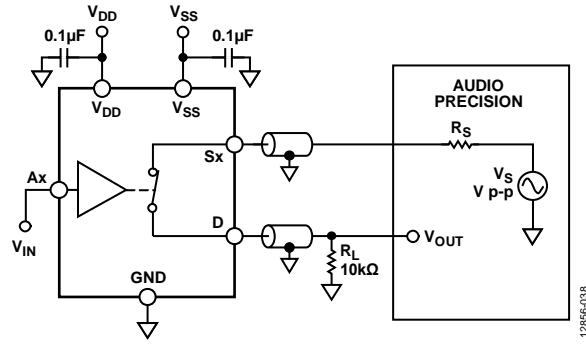 VDD
VSS
0.1µF
0.1µF
VDD
VSS
AUDIO
PRECISION
RS
Sx
Ax
VS
V p-p
VIN
D
VOUT
RL
10kΩ
GND
12856-038